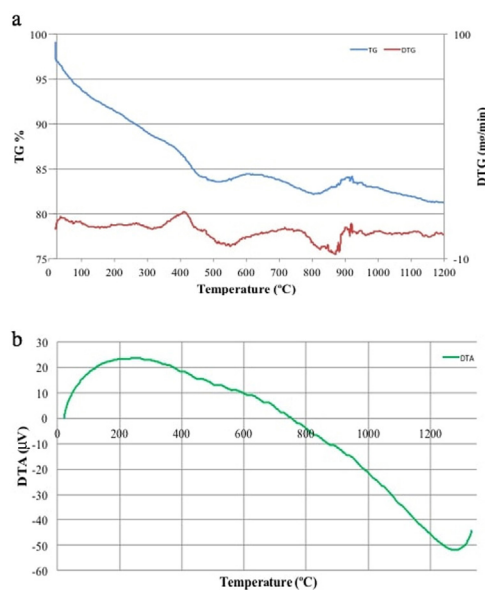 a
100
95
90
85
80
75
TG %
TG
DTG
100
-10
DTG (mg/min)
0 100 200 300 400 500 600 700 800 900 1000 1100 1200
Temperature (ºC)
b
30
20
10
0
-10
-20
-30
-40
-50
-60
DTA (µV)
DTA
0 200 400 600 800 1000 1200
Temperature (ºC)